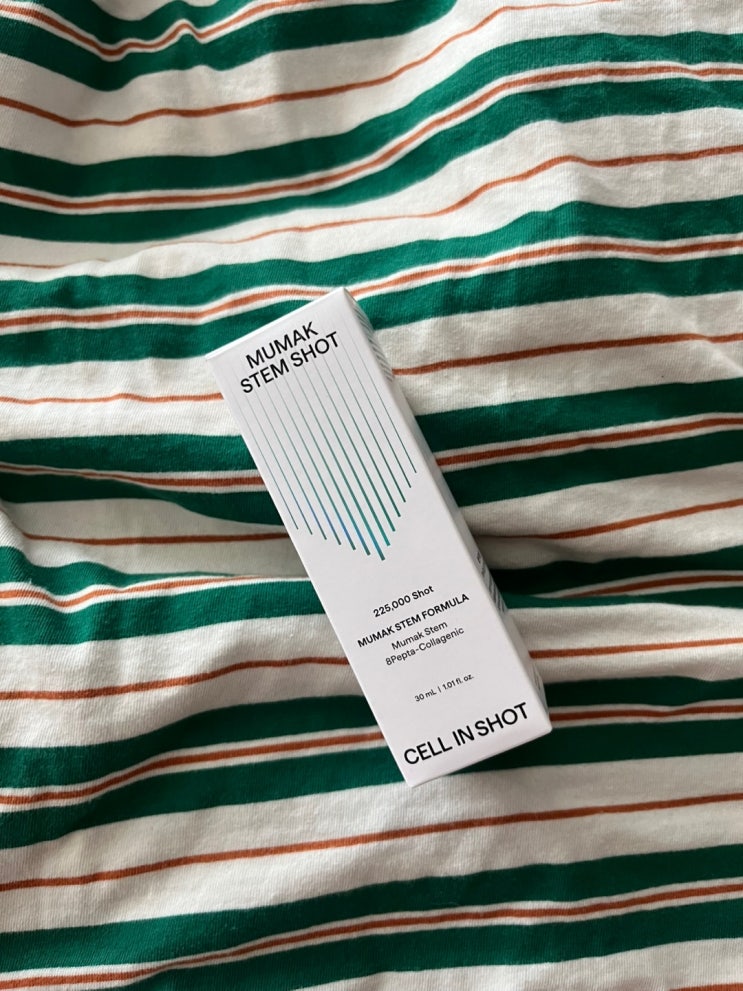 MUMAK
STEM SHOT
225,000 Shot
MUMAK STEM FORMULA
Mumak Stem
8Pepta-Collagenic
30 mL | 1.01 fl. oz.
CELL IN SHOT